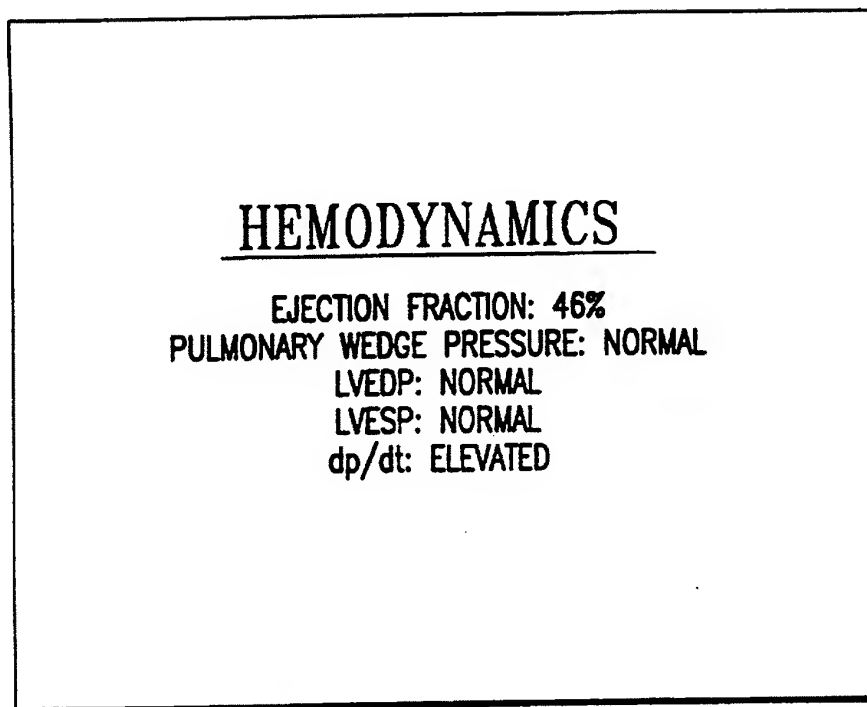 HEMODYNAMICS
EJECTION FRACTION: 46%
PULMONARY WEDGE PRESSURE: NORMAL
LVEDP: NORMAL
LVESP: NORMAL
dp/dt: ELEVATED